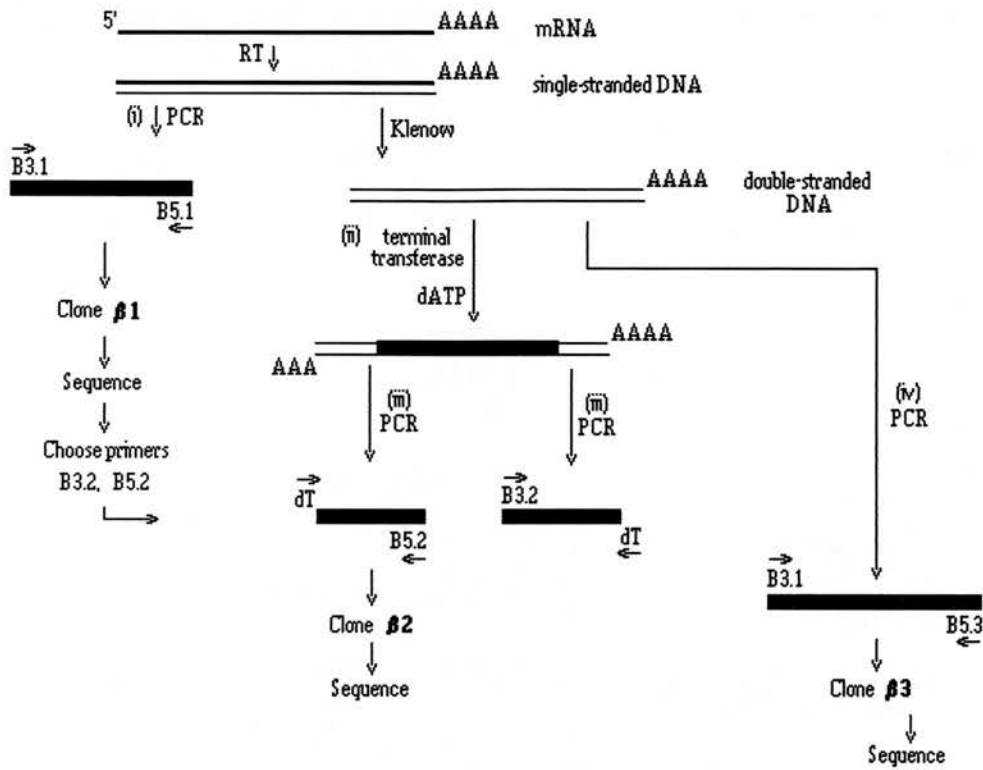 5'
AAAA
mRNA
RT
AAAA
single-stranded DNA
(i) PCR
Klenow
B3.1
B5.1
AAAA
double-stranded
DNA
(ii) terminal
transferase
dATP
Clone β1
AAAA
AAA
Sequence
(iii)
PCR
(iii)
PCR
(iv)
PCR
Choose primers
B3.2, B5.2
dT
B5.2
B3.2
dT
B3.1
B5.3
Clone β2
Sequence
Clone β3
Sequence